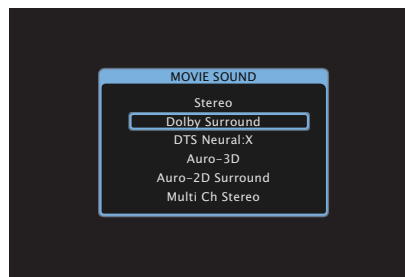 MOVIE SOUND
Stereo
Dolby Surround
DTS Neural:X
Auro-3D
Auro-2D Surround
Multi Ch Stereo